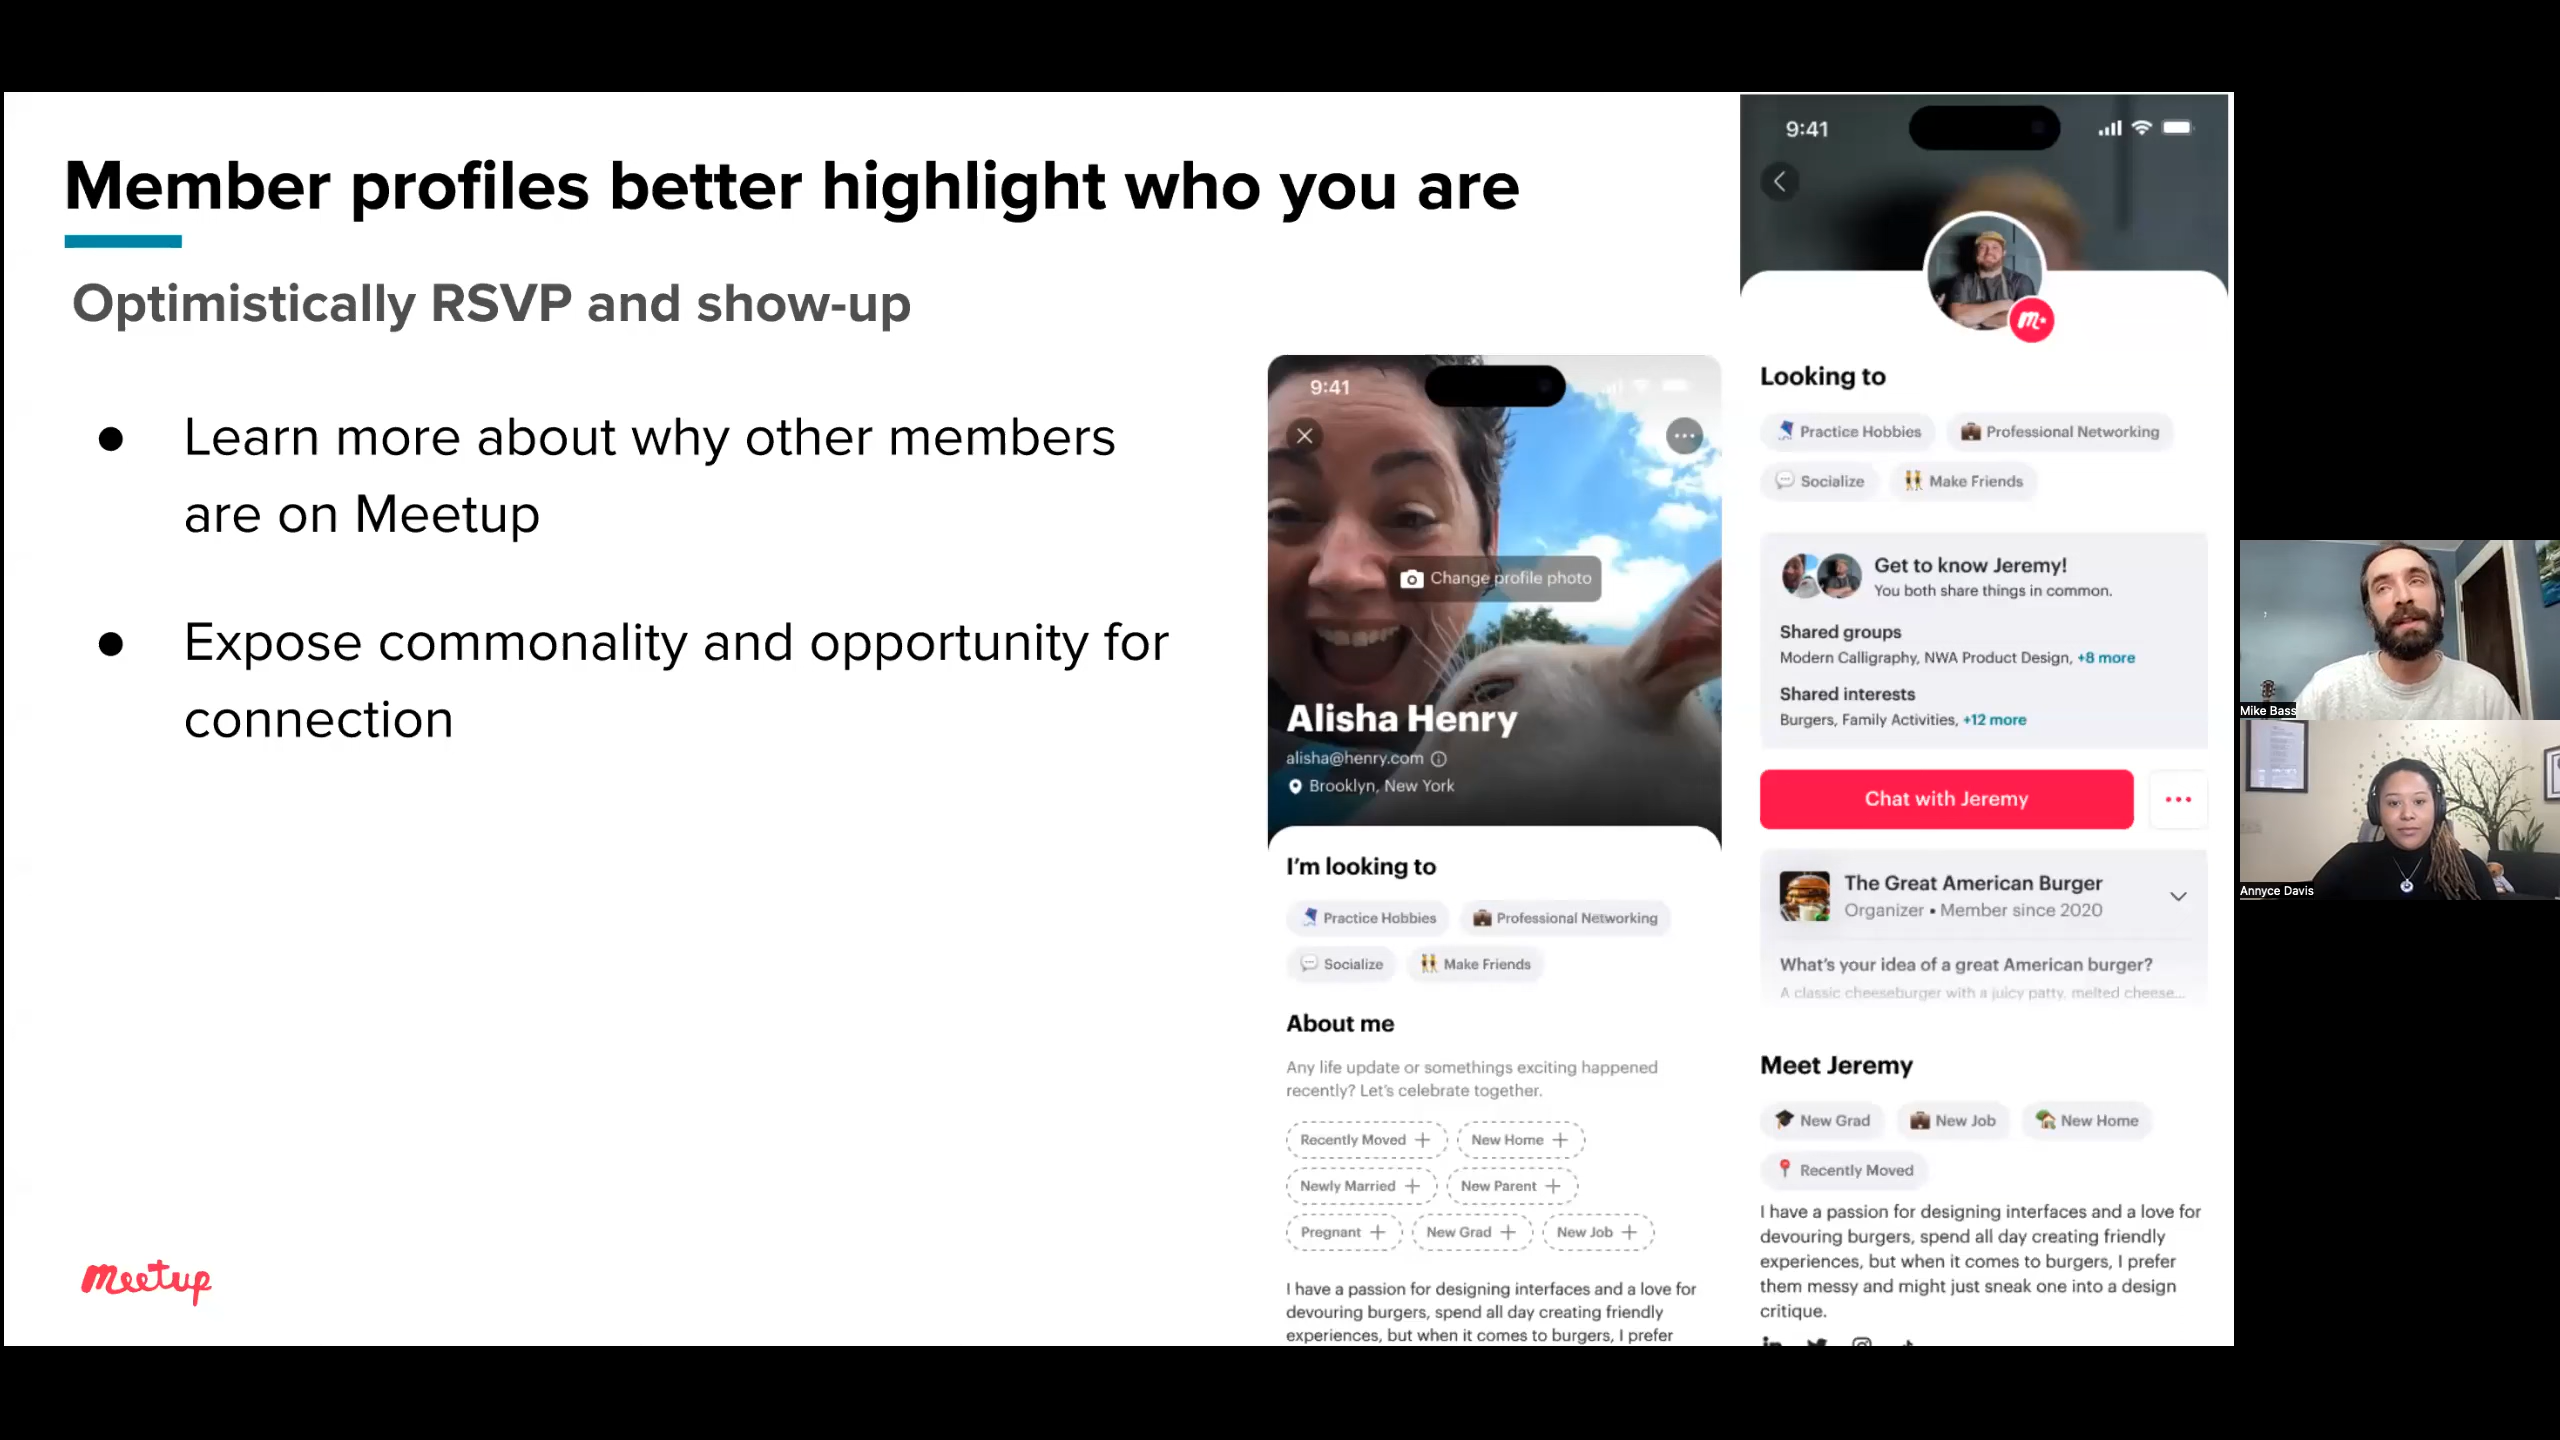 Member profiles better highlight who you are
Optimistically RSVP and show-up
● Learn more about why other members
are on Meetup
● Expose commonality and opportunity for
connection
meetup
9:41
Change profile photo
Alisha Henry
alisha@henry.com
Brooklyn, New York
I'm looking to
Practice Hobbies
Professional Networking
Socialize
Make Friends
About me
Any life update or somethings exciting happened
recently? Let's celebrate together.
Recently Moved +
New Home +
Newly Married +
New Parent +
Pregnant +
New Grad +
New Job +
I have a passion for designing interfaces and a love for
devouring burgers, spend all day creating friendly
experiences, but when it comes to burgers, I prefer
9:41
m
Looking to
Practice Hobbies
Professional Networking
Socialize
Make Friends
Get to know Jeremy!
You both share things in common.
Shared groups
Modern Calligraphy, NWA Product Design, +8 more
Shared interests
Burgers, Family Activities, +12 more
Chat with Jeremy
The Great American Burger
Organizer • Member since 2020
What's your idea of a great American burger?
A classic cheeseburger with a juicy patty, melted cheese...
Meet Jeremy
New Grad
New Job
New Home
Recently Moved
I have a passion for designing interfaces and a love for
devouring burgers, spend all day creating friendly
experiences, but when it comes to burgers, I prefer
them messy and might just sneak one into a design
critique.
Mike Bass
Annyce Davis